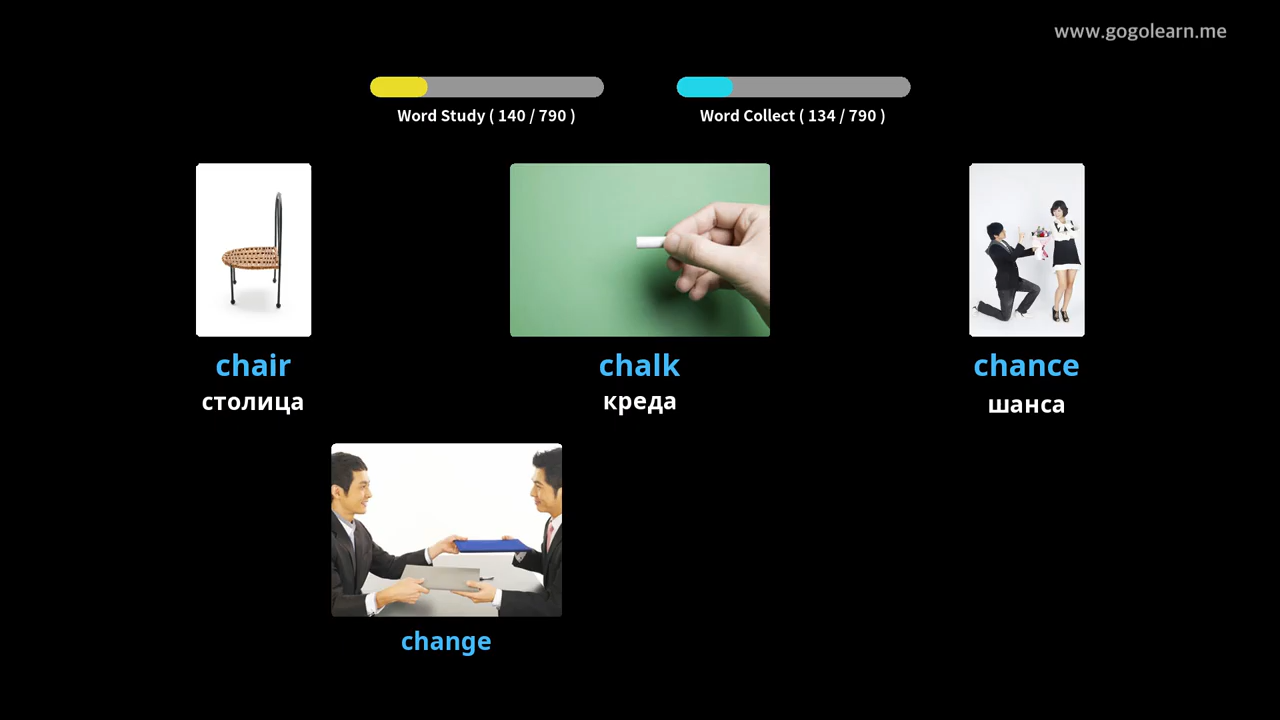 www.gogolearn.me
Word Study ( 140 / 790 )
Word Collect ( 134 / 790 )
chair
chalk
chance
столица
креда
шанса
change